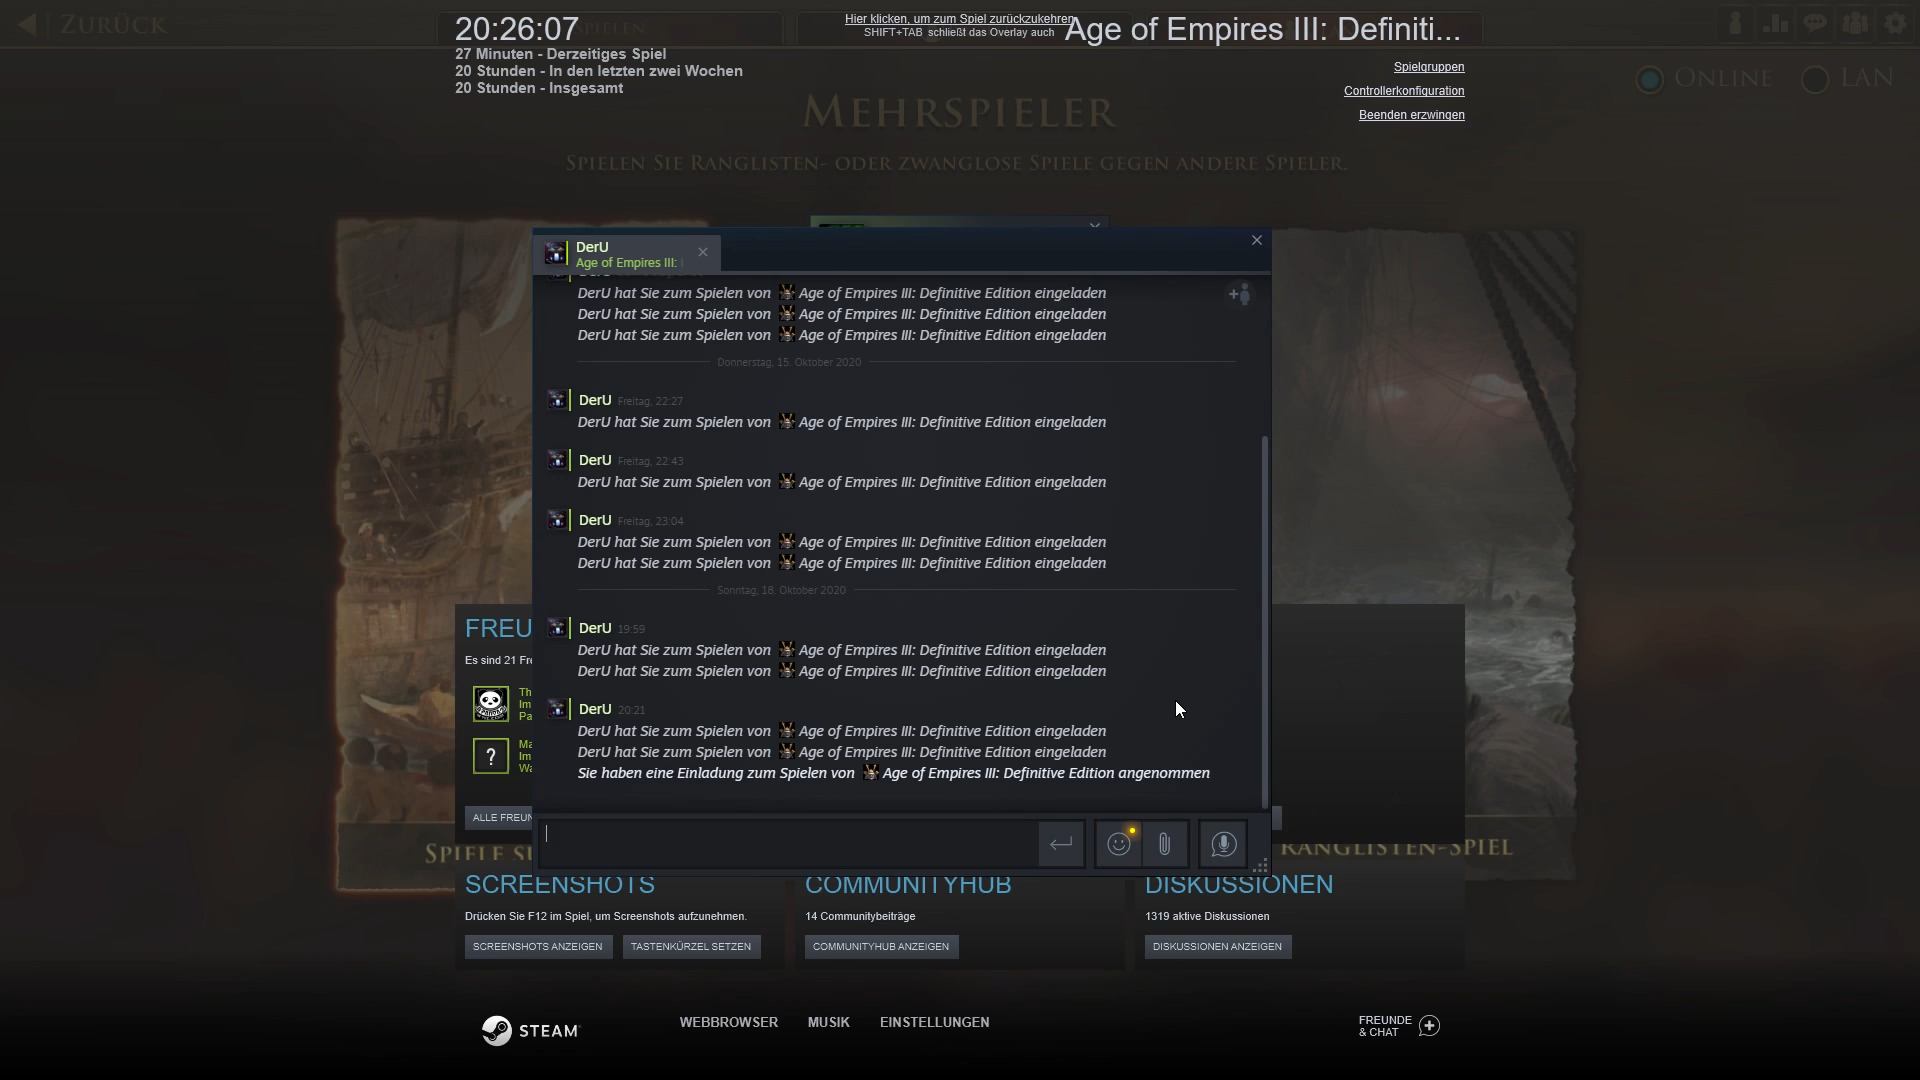 ZURÜCK
20:26:07
SPIELEN
Hier klicken, um zum Spiel zurückzukehren
SHIFT+TAB schließt das Overlay auch
Age of Empires III: Definiti...
27 Minuten - Derzeitiges Spiel
20 Stunden - In den letzten zwei Wochen
20 Stunden - Insgesamt
Spielgruppen
Controllerkonfiguration
Beenden erzwingen
ONLINE
LAN
MEHRSPIELER
SPIELEN SIE RANGLISTEN- ODER ZWANGLOSE SPIELE GEGEN ANDERE SPIELER.
DerU
Age of Empires III:
DerU hat Sie zum Spielen von Age of Empires III: Definitive Edition eingeladen
DerU hat Sie zum Spielen von Age of Empires III: Definitive Edition eingeladen
DerU hat Sie zum Spielen von Age of Empires III: Definitive Edition eingeladen
Donnerstag, 15. Oktober 2020
DerU Freitag, 22:27
DerU hat Sie zum Spielen von Age of Empires III: Definitive Edition eingeladen
DerU Freitag, 22:43
DerU hat Sie zum Spielen von Age of Empires III: Definitive Edition eingeladen
DerU Freitag, 23:04
DerU hat Sie zum Spielen von Age of Empires III: Definitive Edition eingeladen
DerU hat Sie zum Spielen von Age of Empires III: Definitive Edition eingeladen
Sonntag, 18. Oktober 2020
DerU 19:59
DerU hat Sie zum Spielen von Age of Empires III: Definitive Edition eingeladen
DerU hat Sie zum Spielen von Age of Empires III: Definitive Edition eingeladen
DerU 20:21
DerU hat Sie zum Spielen von Age of Empires III: Definitive Edition eingeladen
DerU hat Sie zum Spielen von Age of Empires III: Definitive Edition eingeladen
Sie haben eine Einladung zum Spielen von Age of Empires III: Definitive Edition angenommen
FREU
Es sind 21 Fre
Th
Im
Pa
?
Ma
Im
Wa
ALLE FREUN
SPIELE SU
RANGLISTEN-SPIEL
SCREENSHOTS
Drücken Sie F12 im Spiel, um Screenshots aufzunehmen.
SCREENSHOTS ANZEIGEN
TASTENKÜRZEL SETZEN
COMMUNITYHUB
14 Communitybeiträge
COMMUNITYHUB ANZEIGEN
DISKUSSIONEN
1319 aktive Diskussionen
DISKUSSIONEN ANZEIGEN
STEAM
WEBBROWSER
MUSIK
EINSTELLUNGEN
FREUNDE
& CHAT